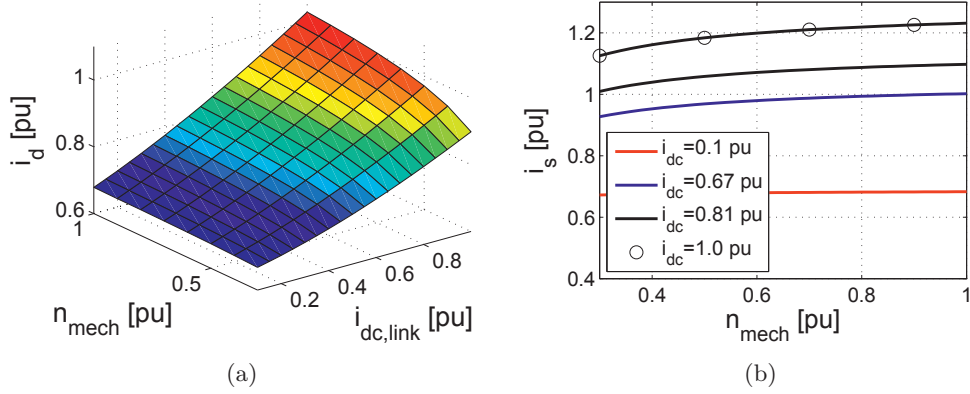 1
0.8
0.6
i_d [pu]
1
0.5
n_mech [pu]
0.2
0.4
0.6
0.8
i_dc,link [pu]
(a)
1.2
1
0.8
0.6
0.4
i_s [pu]
i_dc=0.1 pu
i_dc=0.67 pu
i_dc=0.81 pu
i_dc=1.0 pu
0.4
0.6
0.8
1
n_mech [pu]
(b)